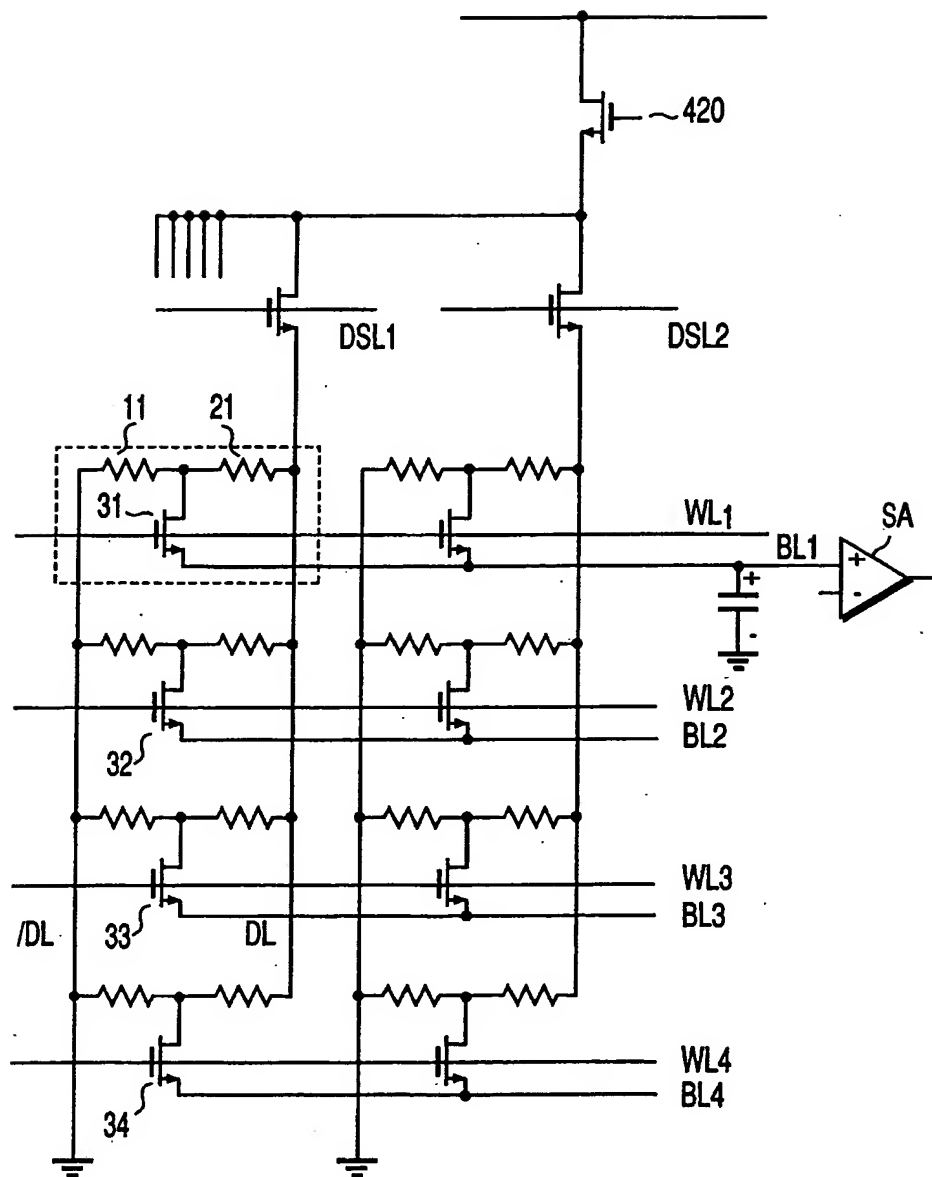 420
DSL1
DSL2
11
21
31
WL1
BL1
SA
+
-
+
-
WL2
BL2
32
WL3
BL3
/DL
33
DL
WL4
BL4
34